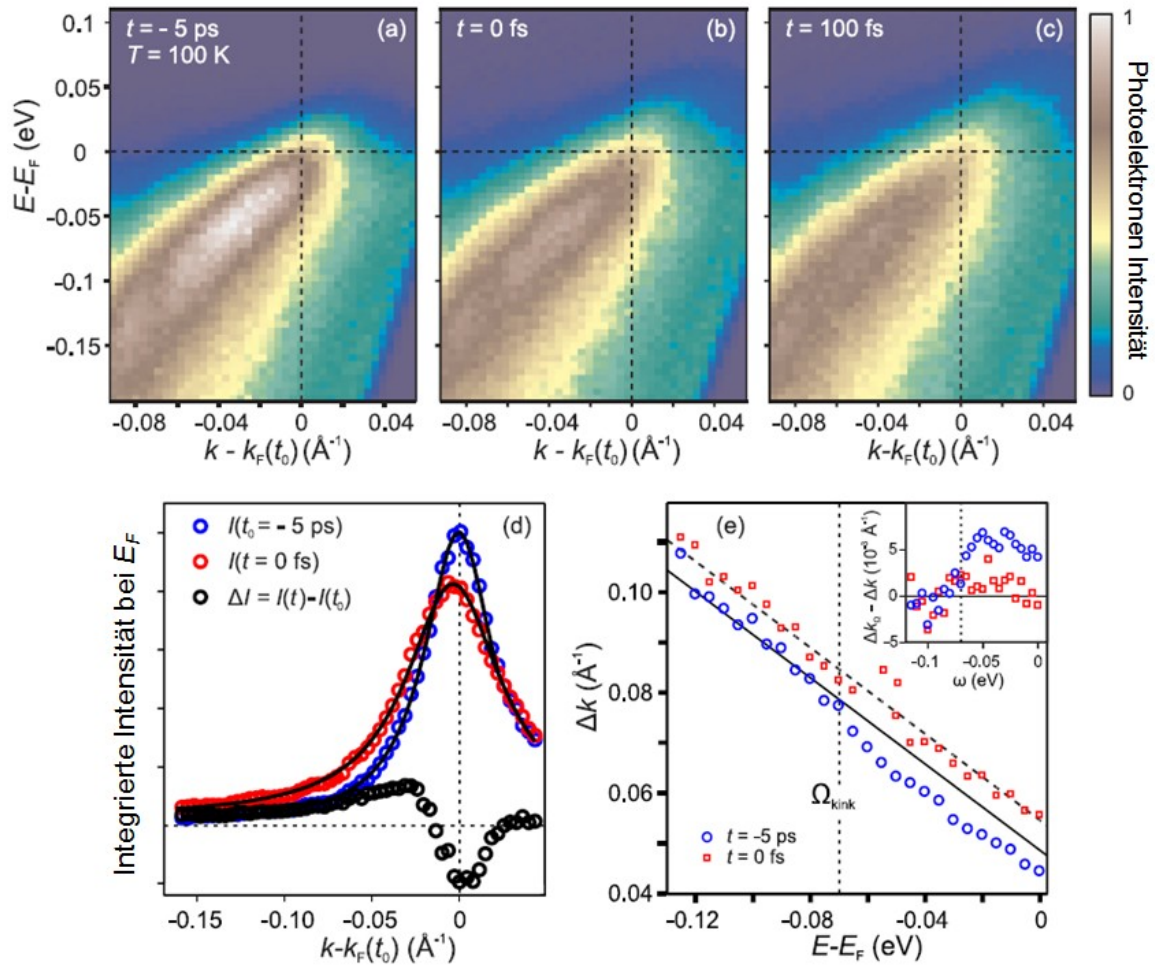 t = - 5 ps
T = 100 K
(a)
t = 0 fs
(b)
t = 100 fs
(c)
0.1
0.05
0
-0.05
-0.1
-0.15
E-E_F (eV)
-0.08 -0.04 0 0.04
k - k_F(t_0) (Å⁻¹)
-0.08 -0.04 0 0.04
k - k_F(t_0) (Å⁻¹)
-0.08 -0.04 0 0.04
k-k_F(t_0) (Å⁻¹)
1
0
Photoelektronen Intensität
(d)
I(t_0 = - 5 ps)
I(t = 0 fs)
ΔI = I(t)-I(t_0)
Integrierte Intensität bei E_F
-0.15 -0.10 -0.05 0
k-k_F(t_0) (Å⁻¹)
(e)
0.10
0.08
0.06
0.04
Δk (Å⁻¹)
Ω_kink
t = -5 ps
t = 0 fs
-0.12 -0.08 -0.04 0
E-E_F (eV)
Δk_0 - Δk (10⁻³ Å⁻¹)
5
0
-5
-0.1 -0.05 0
ω (eV)